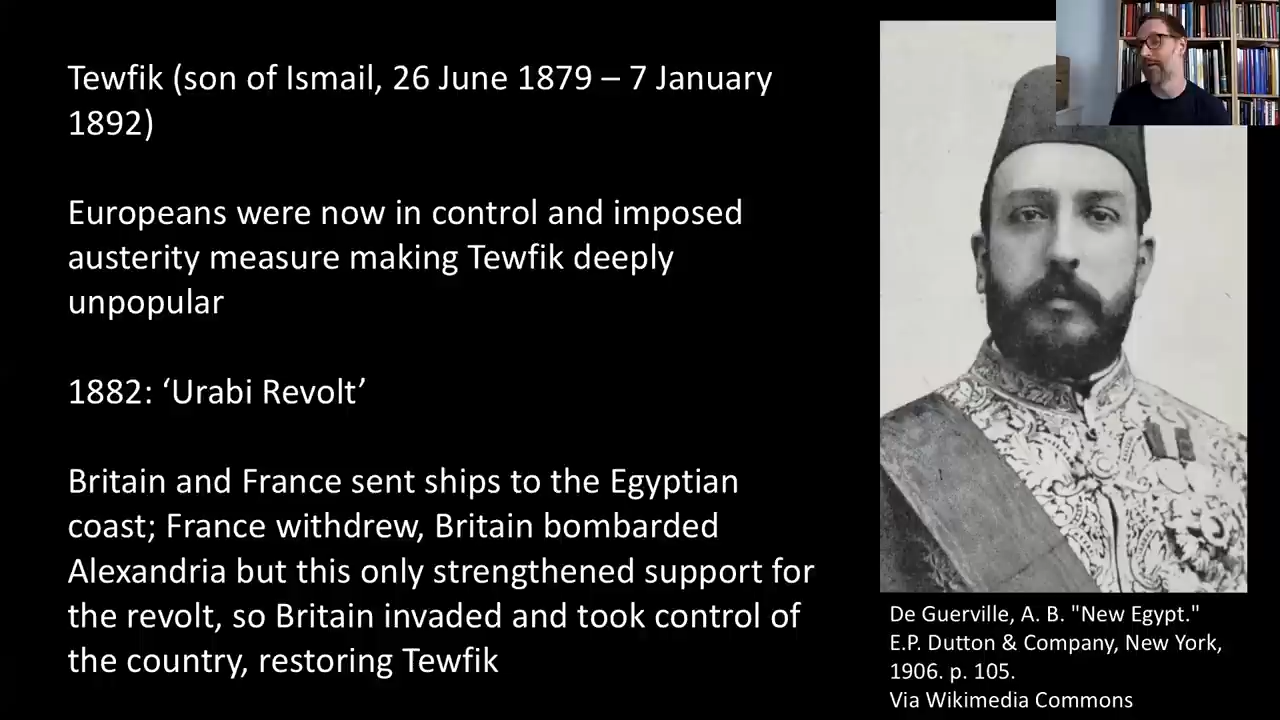 Tewfik (son of Ismail, 26 June 1879 – 7 January
1892)
Europeans were now in control and imposed
austerity measure making Tewfik deeply
unpopular
1882: ‘Urabi Revolt’
Britain and France sent ships to the Egyptian
coast; France withdrew, Britain bombarded
Alexandria but this only strengthened support for
the revolt, so Britain invaded and took control of
the country, restoring Tewfik
De Guerville, A. B. "New Egypt."
E.P. Dutton & Company, New York,
1906. p. 105.
Via Wikimedia Commons